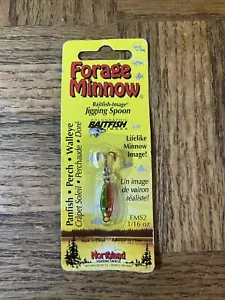 Forage
Minnow
Baitfish-Image
Jigging Spoon
BAITFISH
Lifelike
Minnow
Image!
Un image
de vairon
réaliste!
Panfish • Perch • Walleye
Crapet Soleil • Perchaude • Doré
FMS2
1/16 oz
Northland